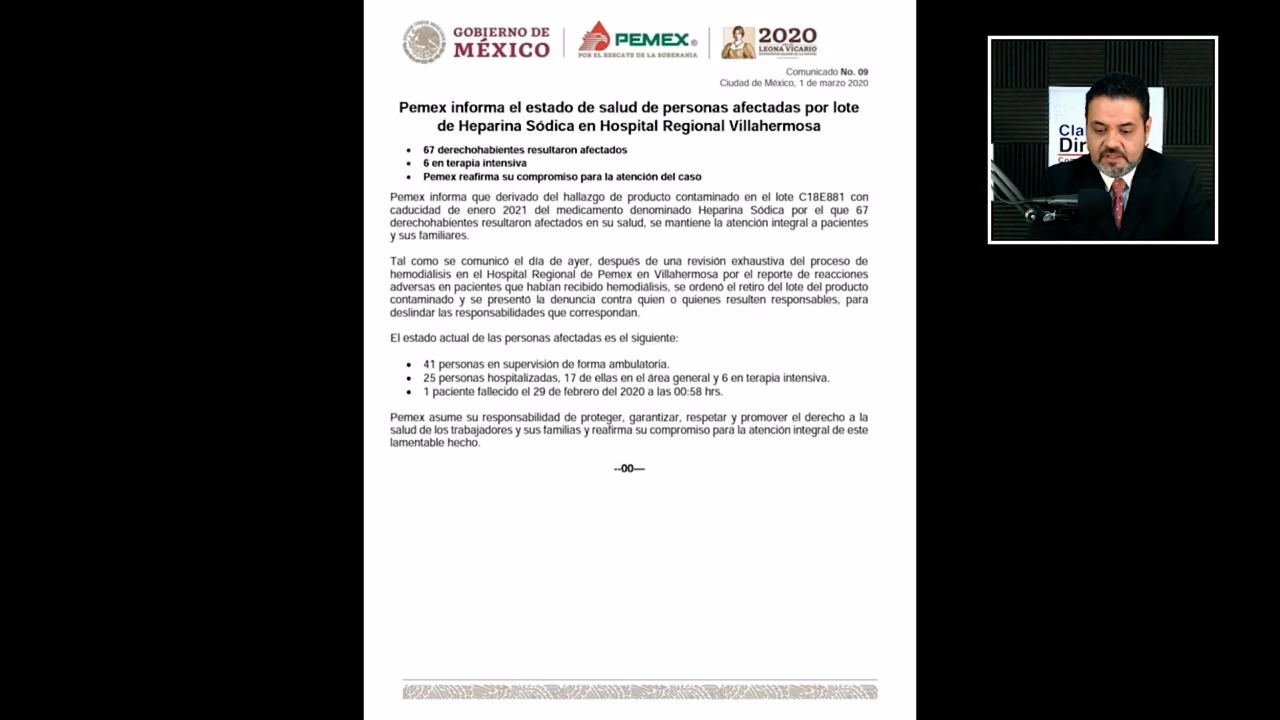 GOBIERNO DE
MÉXICO
PEMEX®
POR EL RESCATE DE LA SOBERANÍA
2020
LEONA VICARIO
Comunicado No. 09
Ciudad de México, 1 de marzo 2020
Pemex informa el estado de salud de personas afectadas por lote
de Heparina Sódica en Hospital Regional Villahermosa
• 67 derechohabientes resultaron afectados
• 6 en terapia intensiva
• Pemex reafirma su compromiso para la atención del caso
Pemex informa que derivado del hallazgo de producto contaminado en el lote C18E881 con
caducidad de enero 2021 del medicamento denominado Heparina Sódica por el que 67
derechohabientes resultaron afectados en su salud, se mantiene la atención integral a pacientes
y sus familiares.
Tal como se comunicó el día de ayer, después de una revisión exhaustiva del proceso de
hemodiálisis en el Hospital Regional de Pemex en Villahermosa por el reporte de reacciones
adversas en pacientes que habían recibido hemodiálisis, se ordenó el retiro del lote del producto
contaminado y se presentó la denuncia contra quien o quienes resulten responsables, para
deslindar las responsabilidades que correspondan.
El estado actual de las personas afectadas es el siguiente:
• 41 personas en supervisión de forma ambulatoria.
• 25 personas hospitalizadas, 17 de ellas en el área general y 6 en terapia intensiva.
• 1 paciente fallecido el 29 de febrero del 2020 a las 00:58 hrs.
Pemex asume su responsabilidad de proteger, garantizar, respetar y promover el derecho a la
salud de los trabajadores y sus familias y reafirma su compromiso para la atención integral de este
lamentable hecho.
--00—
Cla
Dir